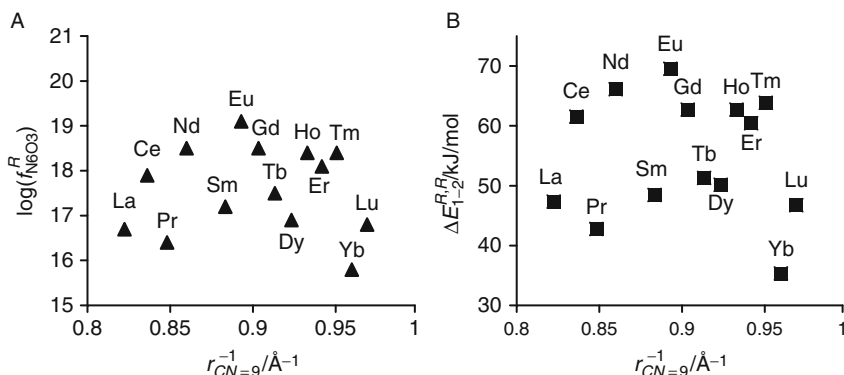 A
log(f^R_N6O3)
21
20
19
18
17
16
15
La
Ce
Pr
Nd
Sm
Eu
Gd
Tb
Dy
Ho
Er
Tm
Yb
Lu
0.8 0.85 0.9 0.95 1
r^−1_CN=9/Å^−1
B
ΔE^R,R_1−2/kJ/mol
70
60
50
40
30
La
Ce
Pr
Nd
Sm
Eu
Gd
Tb
Dy
Ho
Er
Tm
Yb
Lu
0.8 0.85 0.9 0.95 1
r^−1_CN=9/Å^−1